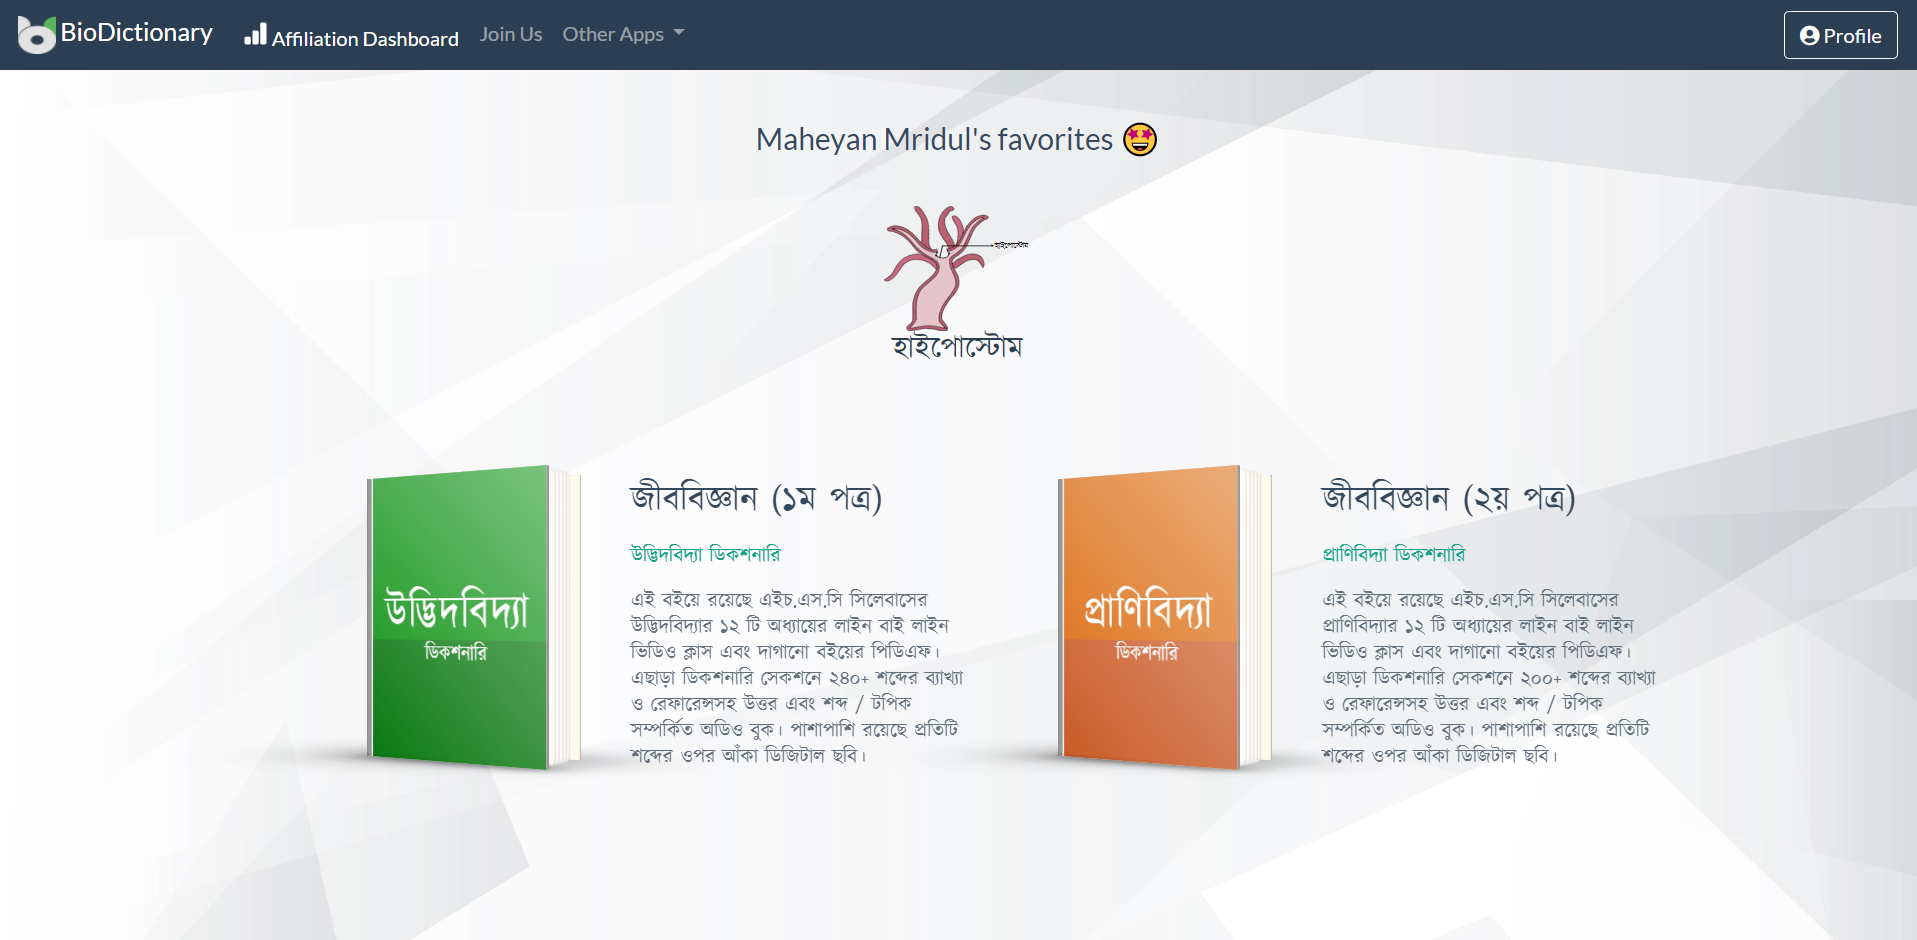 BioDictionary
Affiliation Dashboard
Join Us
Other Apps
Profile
Maheyan Mridul's favorites
হাইপোস্টোম
হাইপোস্টোম
উদ্ভিদবিদ্যা
ডিকশনারি
জীববিজ্ঞান (১ম পত্র)
উদ্ভিদবিদ্যা ডিকশনারি
এই বইয়ে রয়েছে এইচ.এস.সি সিলেবাসের
উদ্ভিদবিদ্যার ১২ টি অধ্যায়ের লাইন বাই লাইন
ভিডিও ক্লাস এবং দাগানো বইয়ের পিডিএফ।
এছাড়া ডিকশনারি সেকশনে ২৪০+ শব্দের ব্যাখ্যা
ও রেফারেন্সসহ উত্তর এবং শব্দ / টপিক
সম্পর্কিত অডিও বুক। পাশাপাশি রয়েছে প্রতিটি
শব্দের ওপর আঁকা ডিজিটাল ছবি।
প্রাণিবিদ্যা
ডিকশনারি
জীববিজ্ঞান (২য় পত্র)
প্রাণিবিদ্যা ডিকশনারি
এই বইয়ে রয়েছে এইচ.এস.সি সিলেবাসের
প্রাণিবিদ্যার ১২ টি অধ্যায়ের লাইন বাই লাইন
ভিডিও ক্লাস এবং দাগানো বইয়ের পিডিএফ।
এছাড়া ডিকশনারি সেকশনে ২০০+ শব্দের ব্যাখ্যা
ও রেফারেন্সসহ উত্তর এবং শব্দ / টপিক
সম্পর্কিত অডিও বুক। পাশাপাশি রয়েছে প্রতিটি
শব্দের ওপর আঁকা ডিজিটাল ছবি।